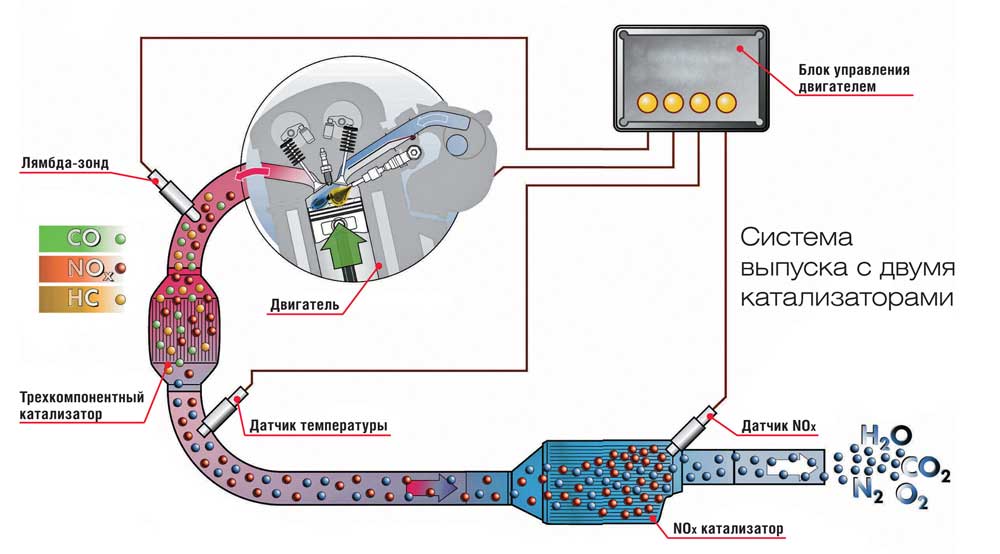 Блок управления
двигателем
Лямбда-зонд
CO
NOx
HC
Двигатель
Система
выпуска с двумя
катализаторами
Трехкомпонентный
катализатор
Датчик температуры
Датчик NOx
H2O
CO2
N2
O2
NOx катализатор